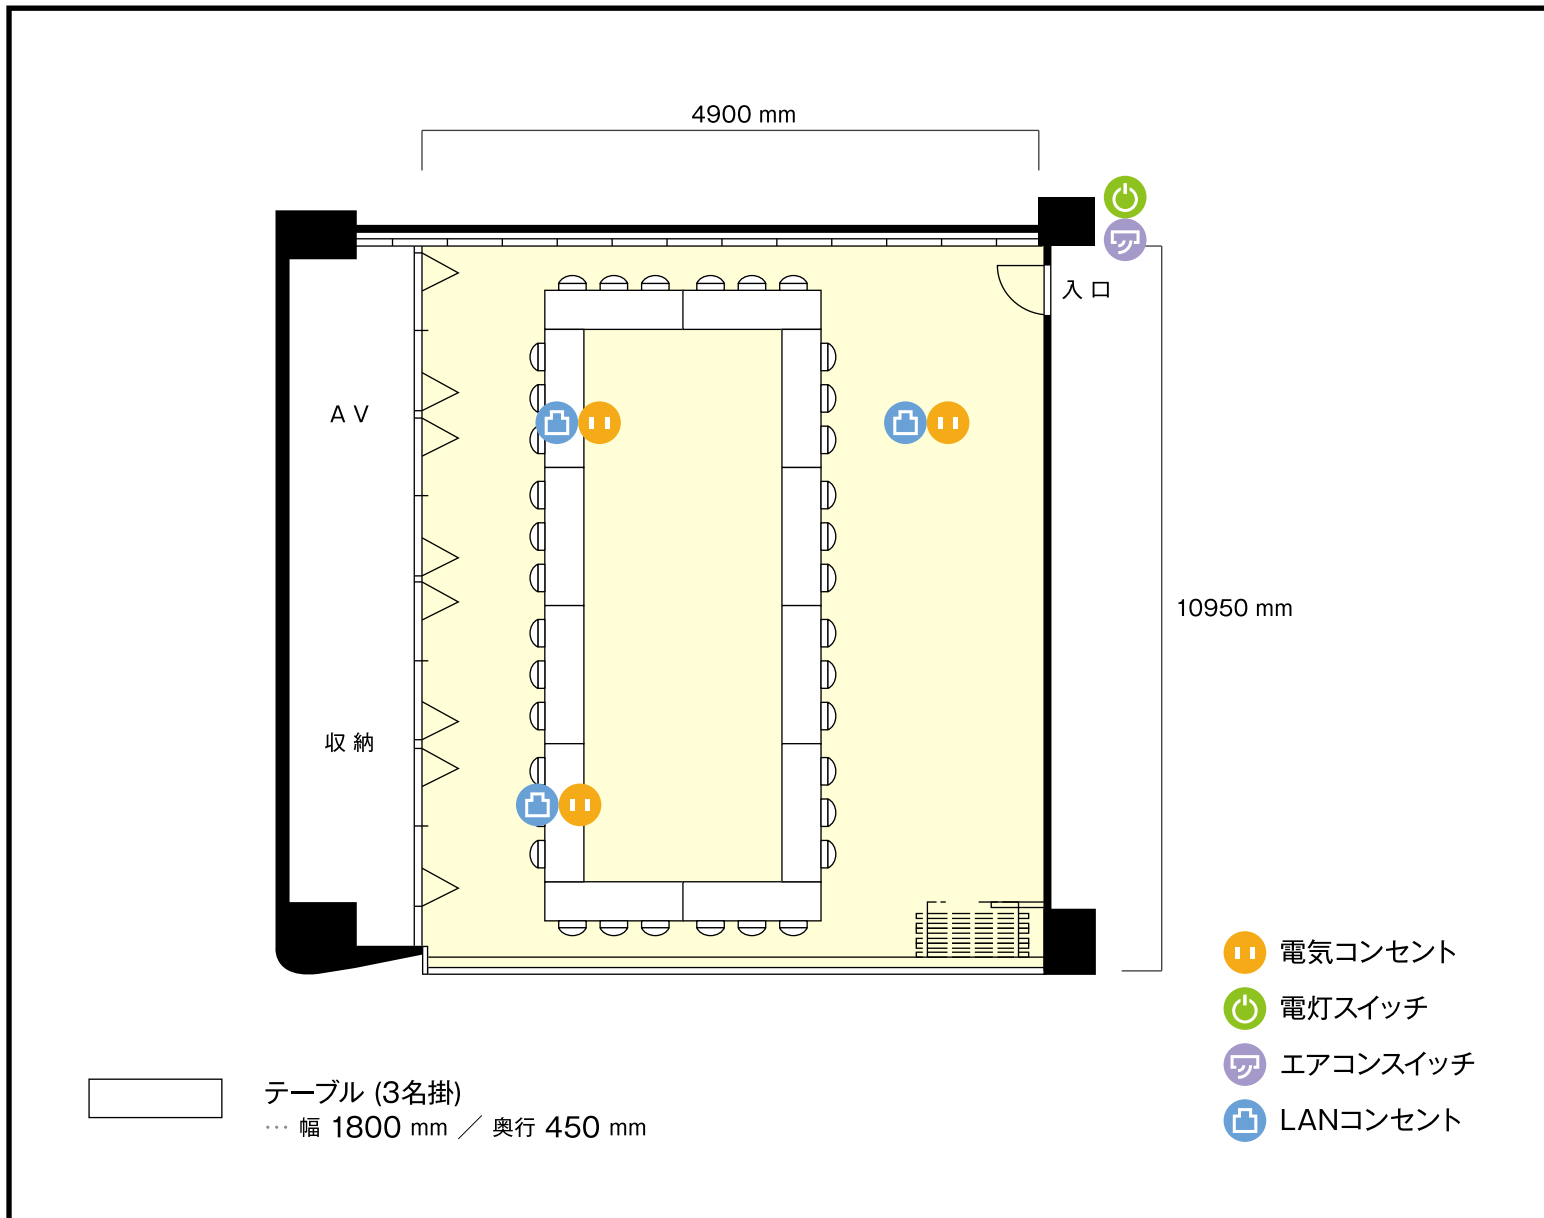 4900 mm
入口
AV
10950 mm
収納
電気コンセント
電灯スイッチ
エアコンスイッチ
LANコンセント
テーブル (3名掛)
… 幅 1800 mm ／ 奥行 450 mm